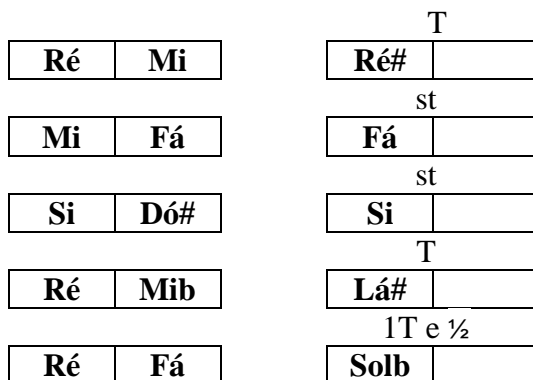 T
Ré Mi Ré#
st
Mi Fá Fá
st
Si Dó# Si
T
Ré Mib Lá#
1T e ½
Ré Fá Solb